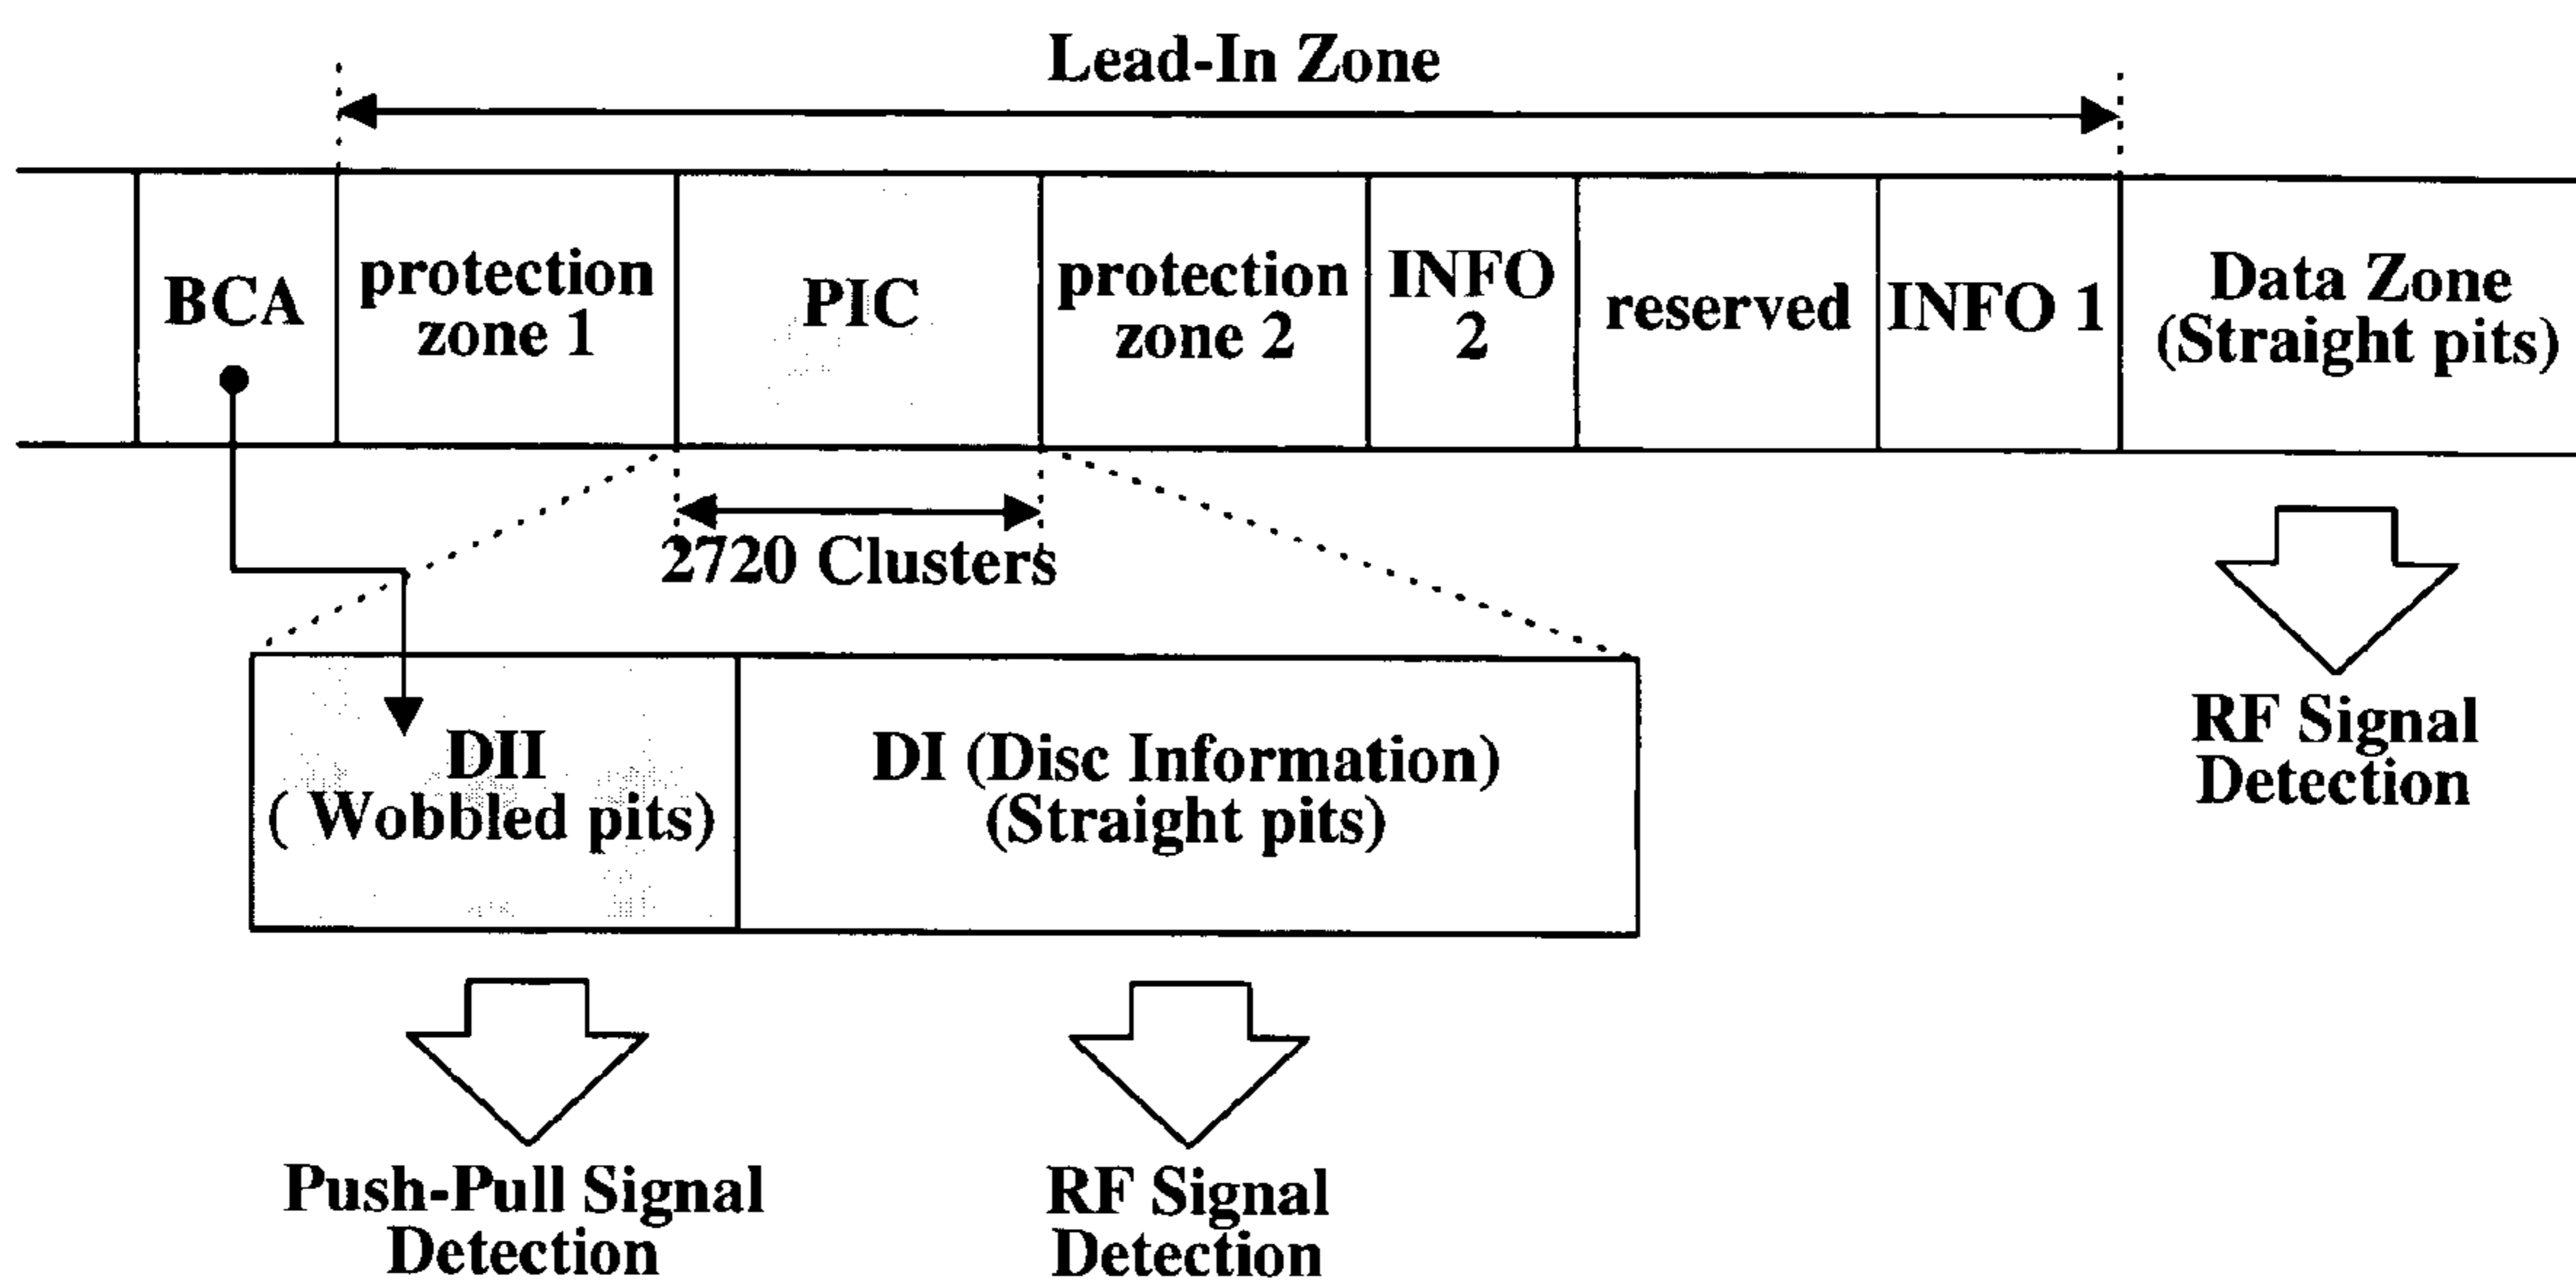 Lead-In Zone
BCA
protection
zone 1
PIC
protection
zone 2
INFO
2
reserved
INFO 1
Data Zone
(Straight pits)
2720 Clusters
DII
( Wobbled pits)
DI (Disc Information)
(Straight pits)
RF Signal
Detection
Push-Pull Signal
Detection
RF Signal
Detection